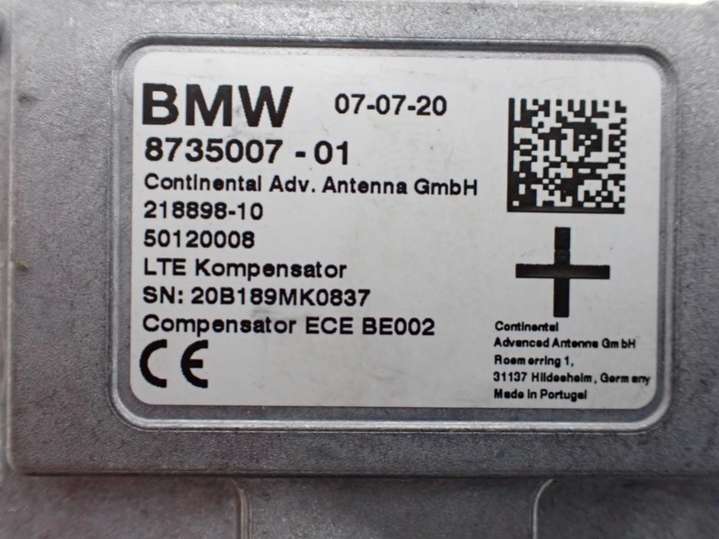 BMW 07-07-20
8735007 - 01
Continental Adv. Antenna GmbH
218898-10
50120008
LTE Kompensator
SN: 20B189MK0837
Compensator ECE BE002
CE
Continental
Advanced Antenna GmbH
Roemerring 1,
31137 Hildesheim, Germany
Made in Portugal